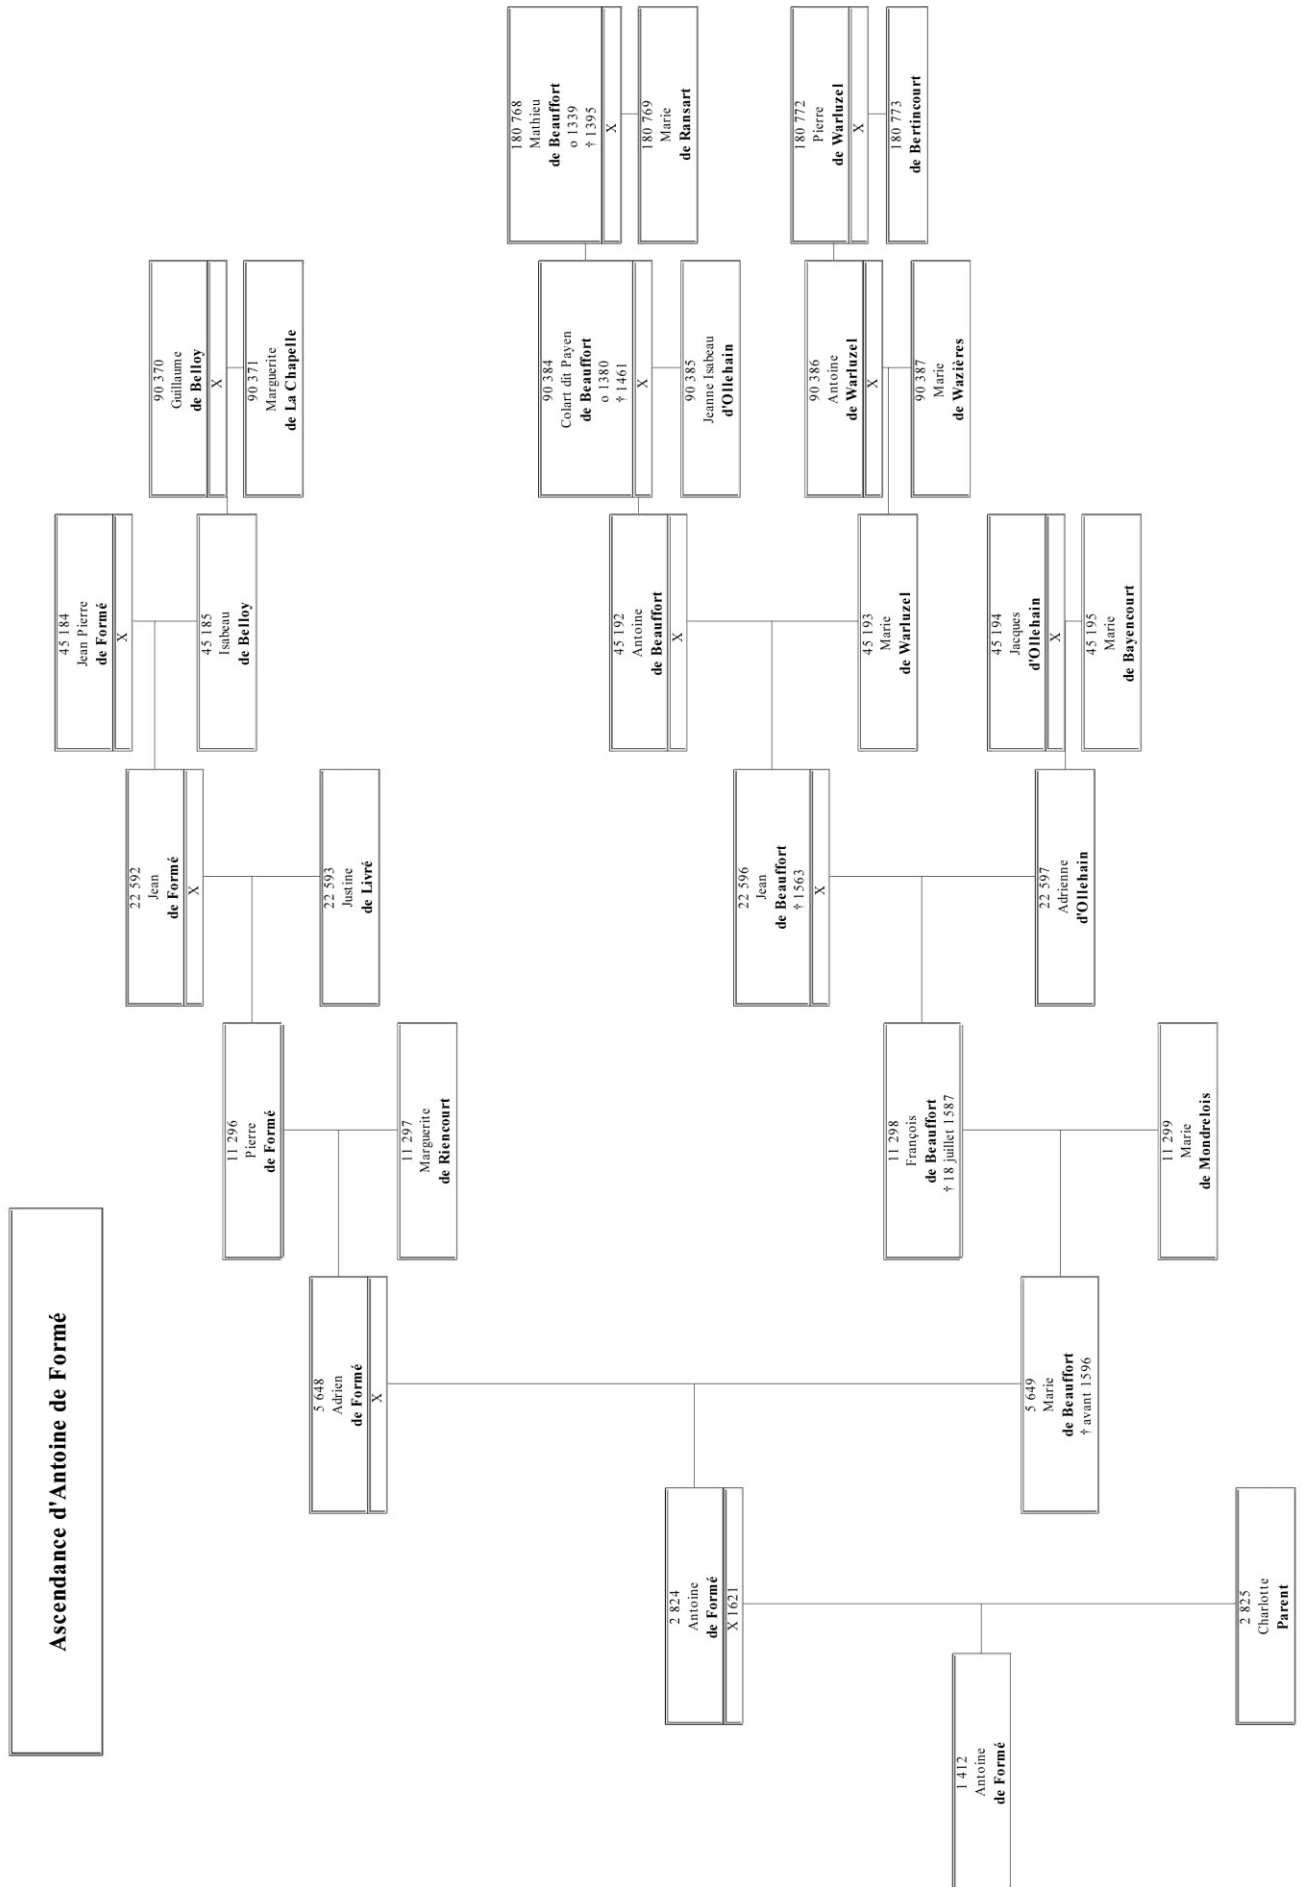 Ascendance d'Antoine de Formé
1 412
Antoine
de Formé
2 824
Antoine
de Formé
X 1621
2 825
Charlotte
Parent
5 648
Adrien
de Formé
X
5 649
Marie
de Beauffort
† avant 1596
11 296
Pierre
de Formé
11 297
Marguerite
de Riencourt
11 298
François
de Beauffort
† 18 juillet 1587
11 299
Marie
de Mondrelois
22 592
Jean
de Formé
X
22 593
Justine
de Livré
22 596
Jean
de Beauffort
† 1563
X
22 597
Adrienne
d'Ollehain
45 184
Jean Pierre
de Formé
X
45 185
Isabeau
de Belloy
45 192
Antoine
de Beauffort
X
45 193
Marie
de Warluzel
45 194
Jacques
d'Ollehain
X
45 195
Marie
de Bayencourt
90 370
Guillaume
de Belloy
X
90 371
Marguerite
de La Chapelle
90 384
Colart dit Payen
de Beauffort
o 1380
† 1461
X
90 385
Jeanne Isabeau
d'Ollehain
90 386
Antoine
de Warluzel
X
90 387
Marie
de Wazières
180 768
Mathieu
de Beauffort
o 1339
† 1395
X
180 769
Marie
de Ransart
180 772
Pierre
de Warluzel
X
180 773
de Bertincourt